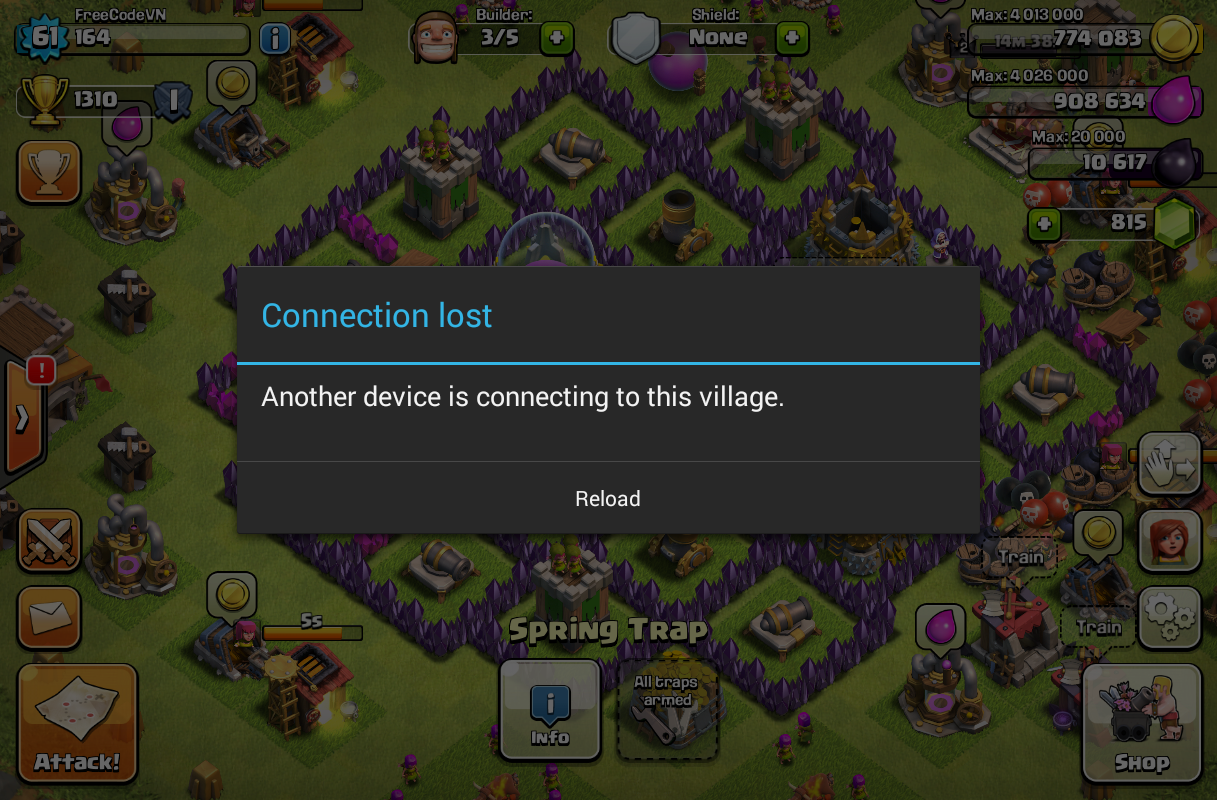 FreeCodeVN
61
164
Builder:
3/5
Shield:
None
Max: 4 013 000
774 083
1310
I
Max: 4 026 000
908 634
Max: 20 000
10 617
815
Connection lost
Another device is connecting to this village.
Reload
!
Train
Train
5s
Spring Trap
i
Info
All traps
armed
Attack!
Shop